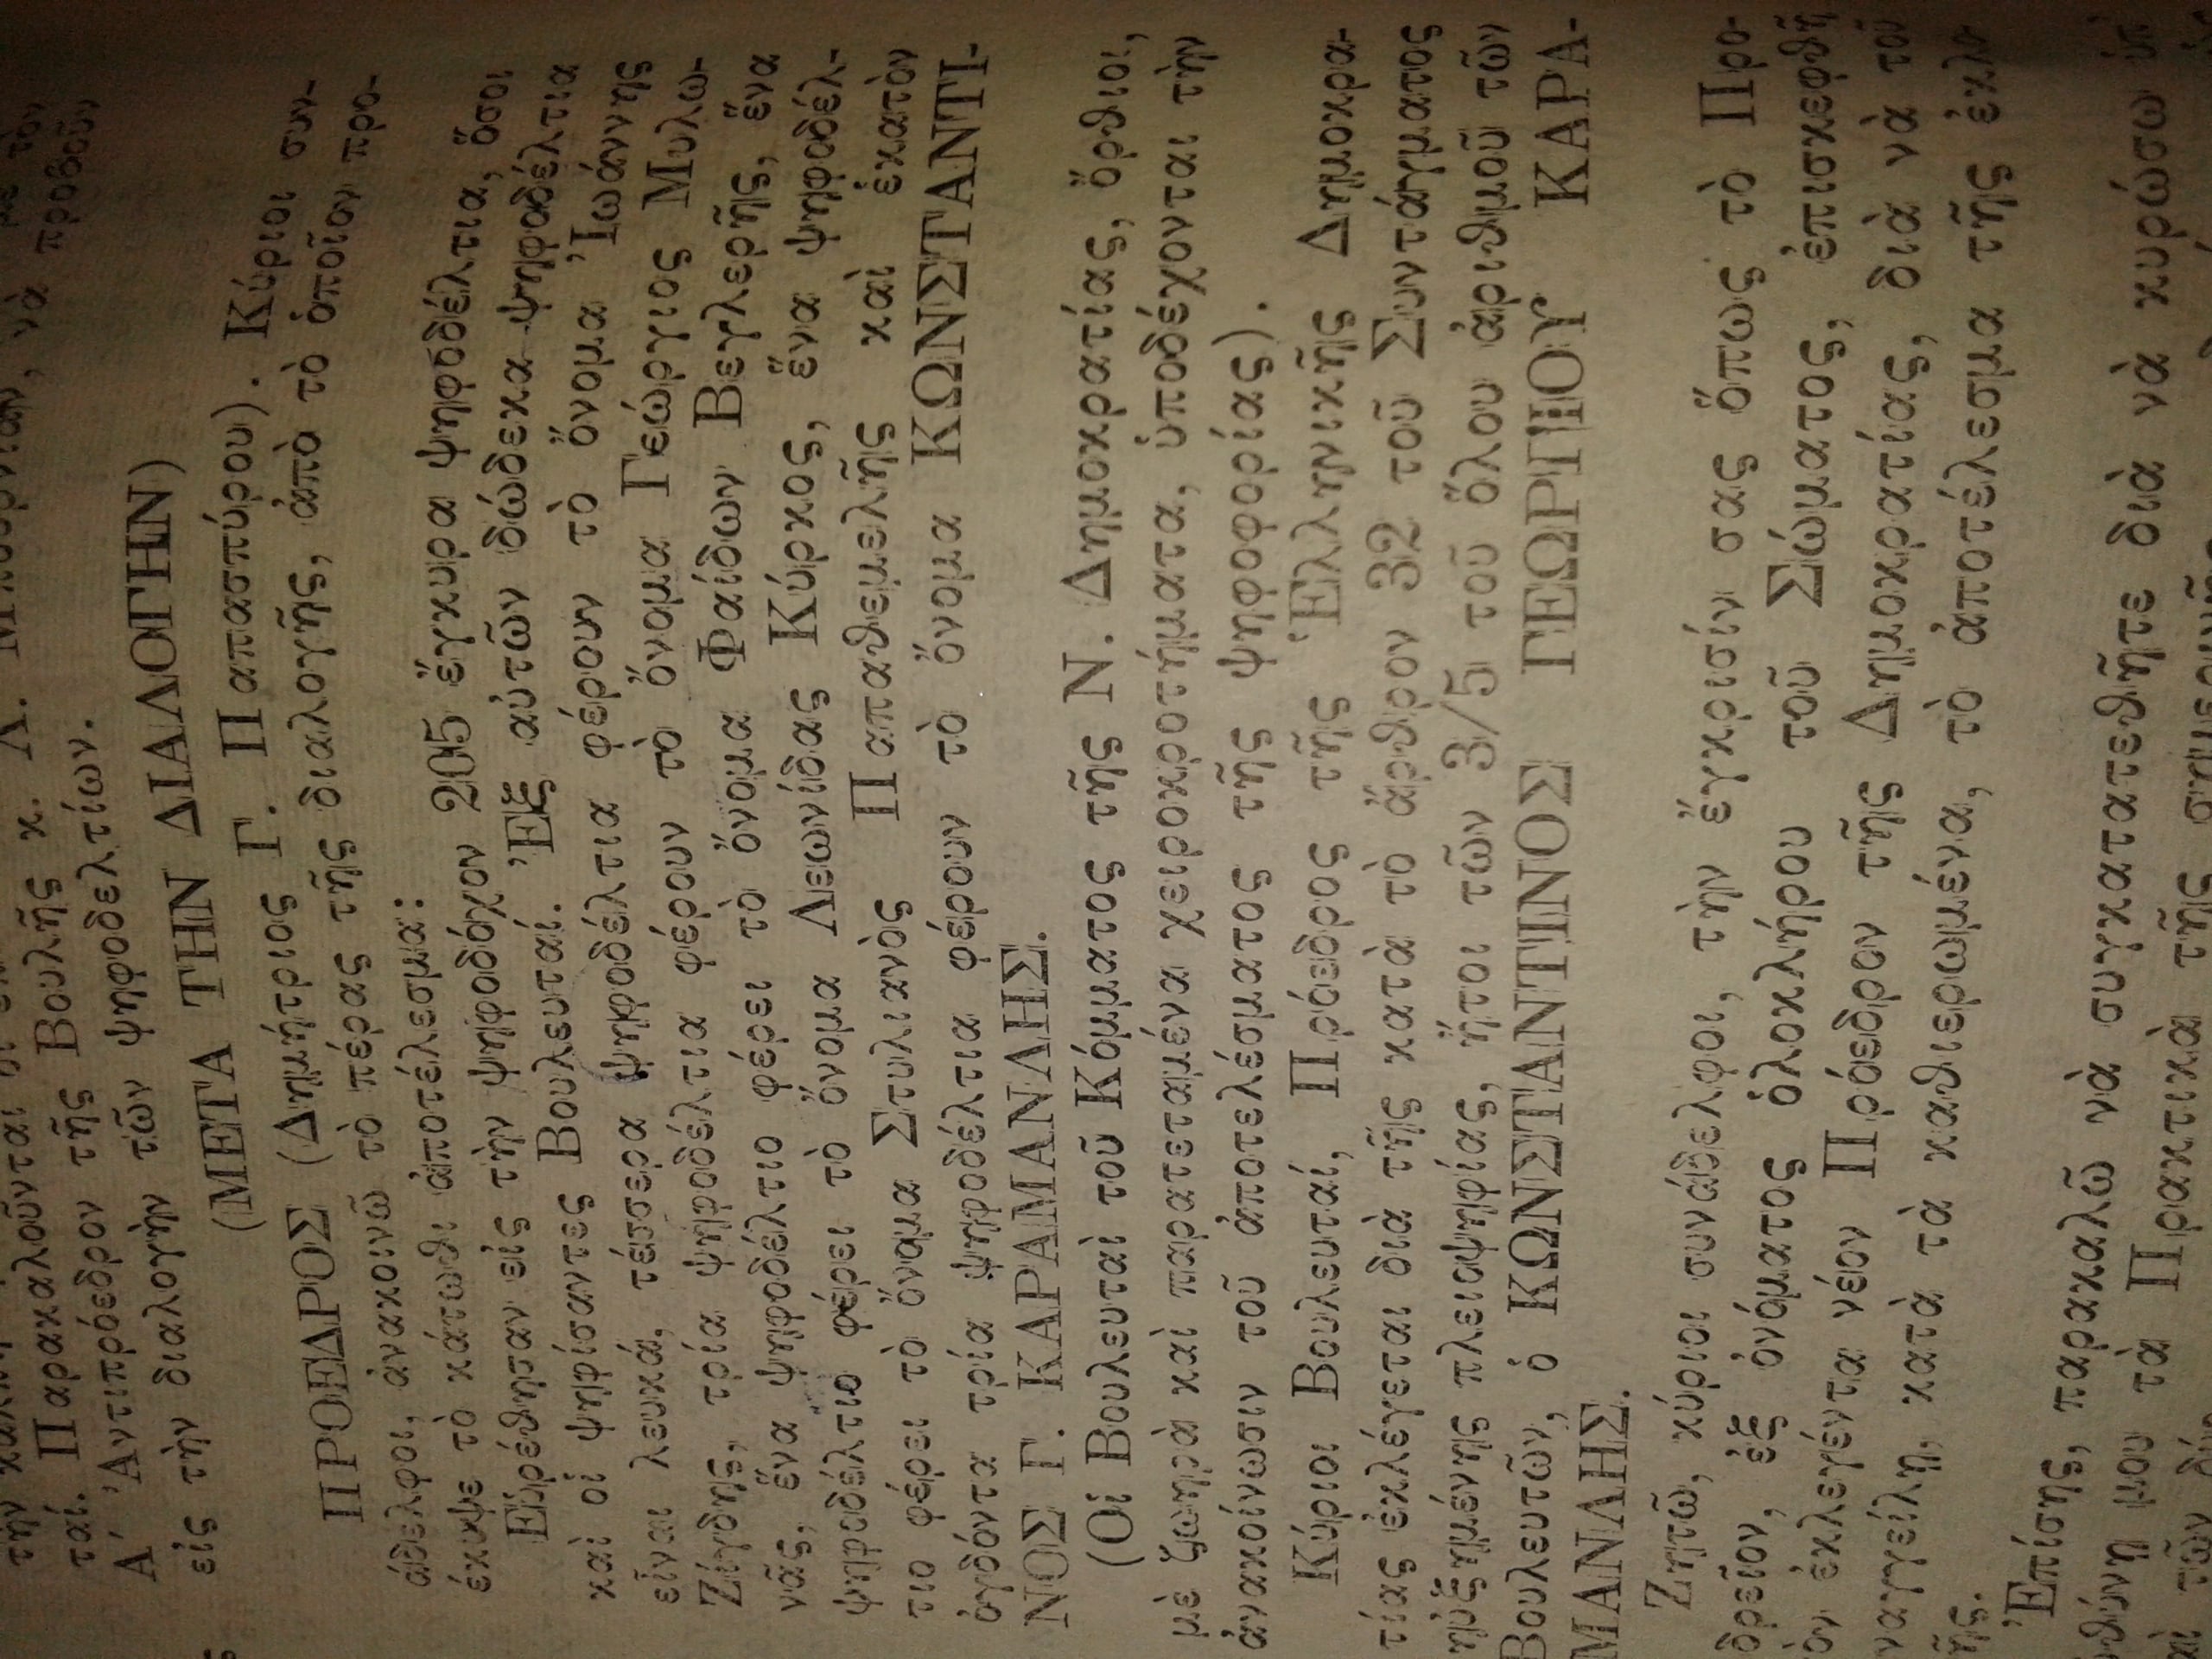 ταί. Παρακαλοῦνται
Α΄ Ἀντιπρόεδρον τῆς Βουλῆς κ.
εἰς τὴν διαλογὴν τῶν ψηφοδελτίων.
(ΜΕΤΑ ΤΗΝ ΔΙΑΛΟΓΗΝ)
ΠΡΟΕΔΡΟΣ (Δημήτριος Γ. Παπασπύρου). Κύριοι συν-
άδελφοι, ἀνακοινῶ τὸ πέρας τῆς διαλογῆς, ἀπὸ τὸ ὁποῖον προ-
έκυψε τὸ κάτωθι ἀποτέλεσμα:
Εὑρέθησαν εἰς τὴν ψηφοδόχον 205 ἔγκυρα ψηφοδέλτια, ὅσοι
καὶ οἱ ψηφίσαντες Βουλευταί. Ἐξ αὐτῶν δώδεκα ψηφοδέλτια
εἶναι λευκά, τέσσερα ψηφοδέλτια φέρουν τὸ ὄνομα Ἰωάννης
Ζίγδης, τρία ψηφοδέλτια φέρουν τὸ ὄνομα Γεώργιος Μυλω-
νᾶς, ἕνα ψηφοδέλτιο φέρει τὸ ὄνομα Φαίδων Βεγλερῆς, ἕνα
ψηφοδέλτιο φέρει τὸ ὄνομα Λεωνίδας Κύρκος, ἕνα ψηφοδέλ-
τιο φέρει τὸ ὄνομα Στυλιανὸς Παπαθεμελῆς καὶ ἑκατὸν
ὀγδόντα τρία ψηφοδέλτια φέρουν τὸ ὄνομα ΚΩΝΣΤΑΝΤΙ-
ΝΟΣ Γ. ΚΑΡΑΜΑΝΛΗΣ.
(Οἱ Βουλευταὶ τοῦ Κόμματος τῆς Ν. Δημοκρατίας, ὄρθιοι,
μὲ ζωηρὰ καὶ παρατεταμένα χειροκροτήματα, ὑποδέχονται τὴν
ἀνακοίνωσιν τοῦ ἀποτελέσματος τῆς ψηφοφορίας).
Κύριοι Βουλευταί, Πρόεδρος τῆς Ἑλληνικῆς Δημοκρα-
τίας ἐκλέγεται διὰ τῆς κατὰ τὸ ἄρθρον 32 τοῦ Συντάγματος
ηὐξημένης πλειοψηφίας, ἤτοι τῶν 3/5 τοῦ ὅλου ἀριθμοῦ τῶν
Βουλευτῶν, ὁ ΚΩΝΣΤΑΝΤΙΝΟΣ ΓΕΩΡΓΙΟΥ ΚΑΡΑ-
ΜΑΝΛΗΣ.
Ζητῶ, κύριοι συνάδελφοι, τὴν ἔγκρισίν σας ὅπως τὸ Προ-
δρεῖον, ἐξ ὀνόματος ὁλοκλήρου τοῦ Σώματος, ἐπισκεφθῆ
ὸν ἐκλεγέντα νέον Πρόεδρον τῆς Δημοκρατίας, διὰ νὰ τοῦ
ναγγείλη, κατὰ τὰ καθιερωμένα, τὸ ἀποτέλεσμα τῆς ἐκλο
ῆς.
Ἐπίσης, παρακαλῶ νὰ συγκατατεθῆτε διὰ νὰ κυρώσω ὑπ'
θύνη μου τὰ Πρακτικὰ τῆς